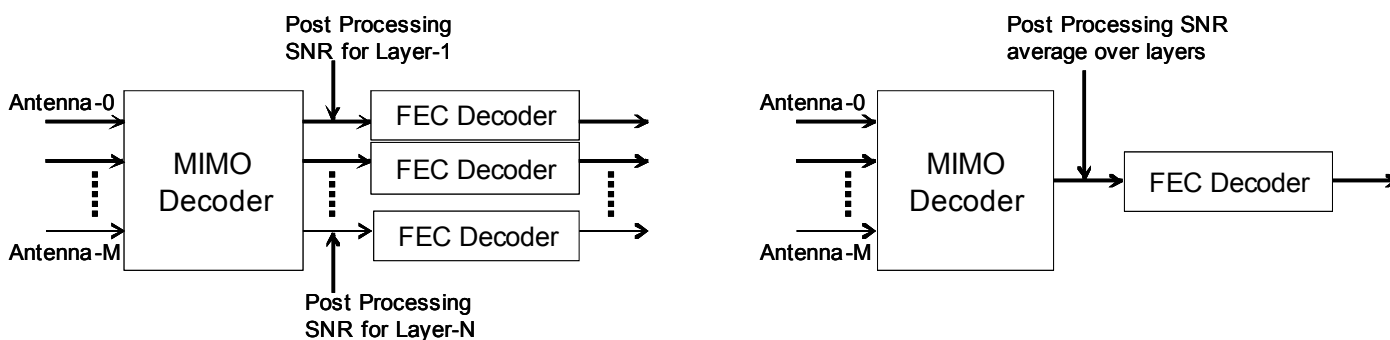 Post Processing
SNR for Layer-1
Antenna-0
FEC Decoder
MIMO
Decoder
FEC Decoder
FEC Decoder
Antenna-M
Post Processing
SNR for Layer-N
Post Processing SNR
average over layers
Antenna-0
MIMO
Decoder
FEC Decoder
Antenna-M